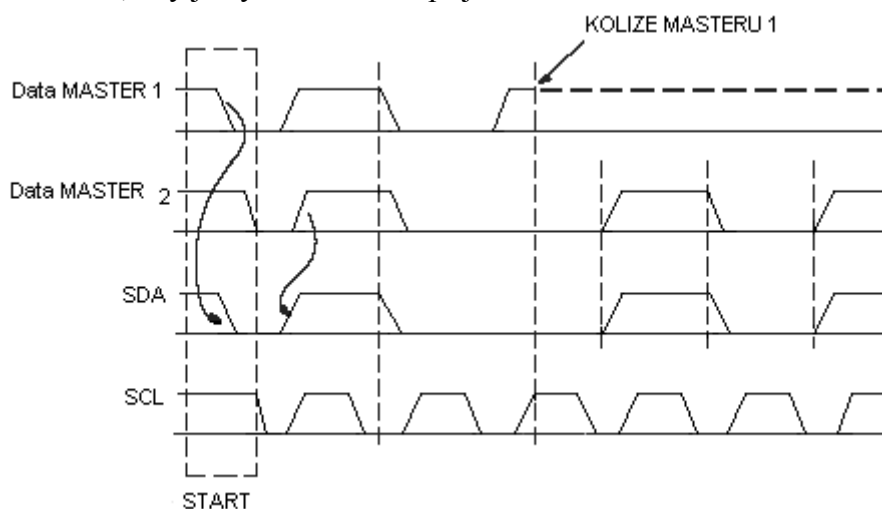 KOLIZE MASTERU 1
Data MASTER 1
Data MASTER 2
SDA
SCL
START